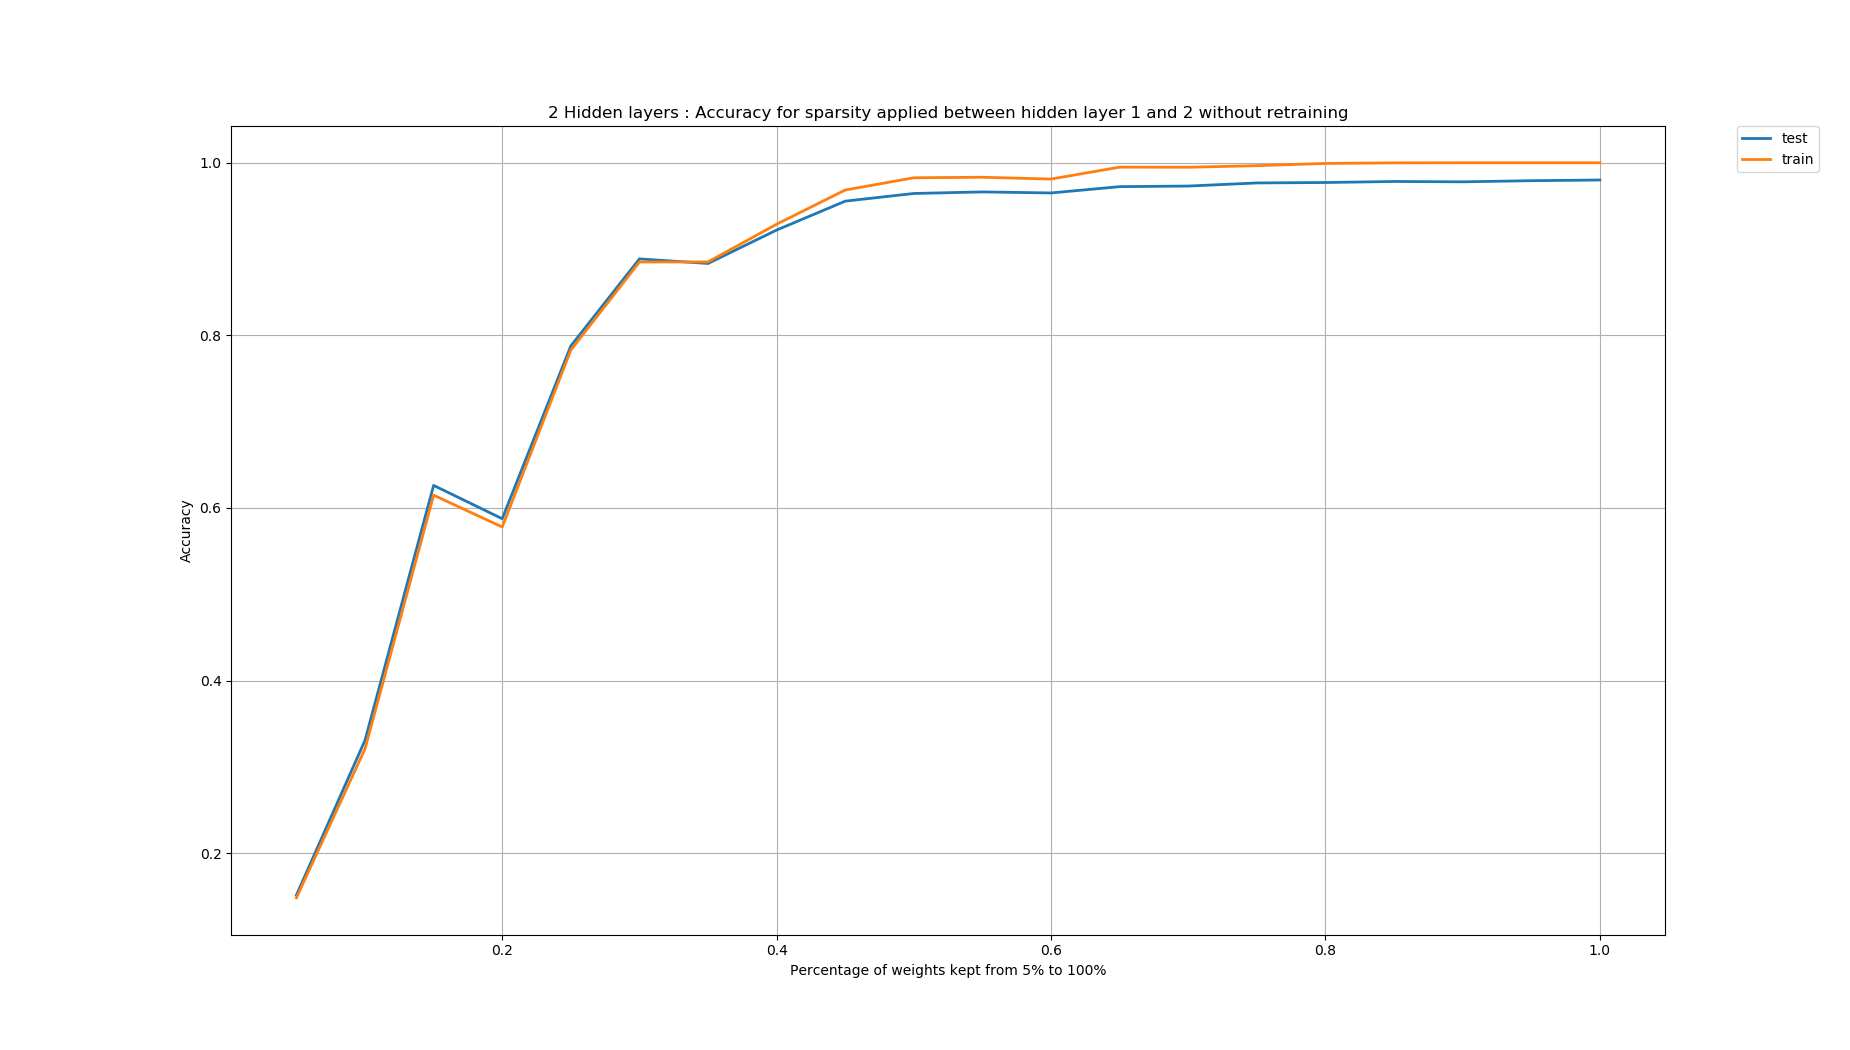 2 Hidden layers : Accuracy for sparsity applied between hidden layer 1 and 2 without retraining
test
train
1.0
0.8
0.6
0.4
0.2
Accuracy
0.2 0.4 0.6 0.8 1.0
Percentage of weights kept from 5% to 100%